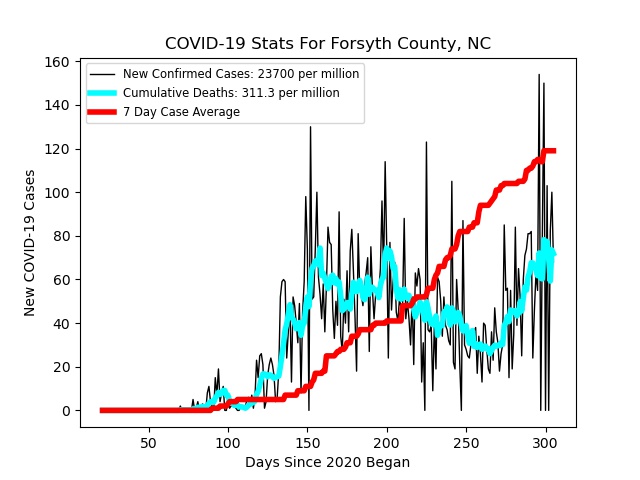 COVID-19 Stats For Forsyth County, NC
New Confirmed Cases: 23700 per million
Cumulative Deaths: 311.3 per million
7 Day Case Average
New COVID-19 Cases
160
140
120
100
80
60
40
20
0
50
100
150
200
250
300
Days Since 2020 Began